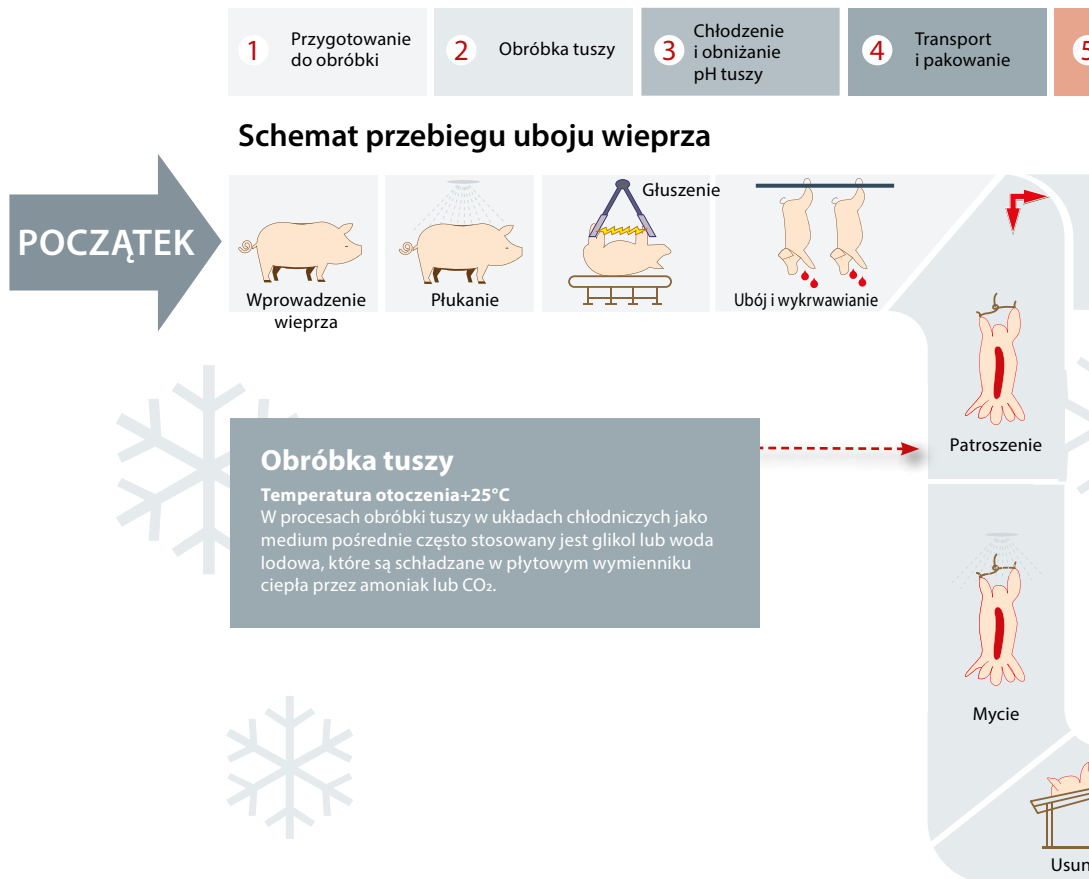 1
Przygotowanie
do obróbki
2
Obróbka tuszy
3
Chłodzenie
i obniżanie
pH tuszy
4
Transport
i pakowanie
5
Schemat przebiegu uboju wieprza
POCZĄTEK
Wprowadzenie
wieprza
Płukanie
Głuszenie
Ubój i wykrwawianie
Patroszenie
Obróbka tuszy
Temperatura otoczenia+25°C
W procesach obróbki tuszy w układach chłodniczych jako
medium pośrednie często stosowany jest glikol lub woda
lodowa, które są schładzane w płytowym wymienniku
ciepła przez amoniak lub CO₂.
Mycie